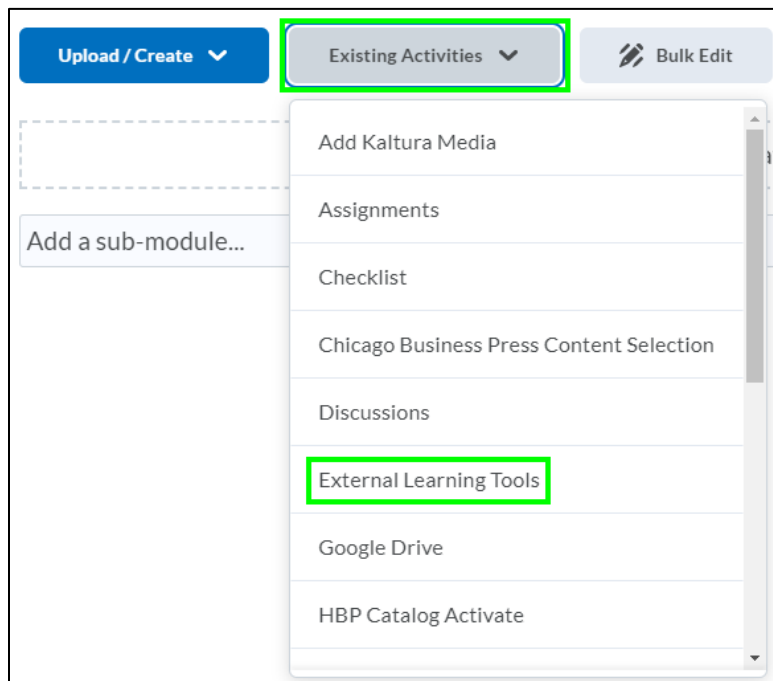 Upload / Create
Existing Activities
Bulk Edit
Add a sub-module...
Add Kaltura Media
Assignments
Checklist
Chicago Business Press Content Selection
Discussions
External Learning Tools
Google Drive
HBP Catalog Activate